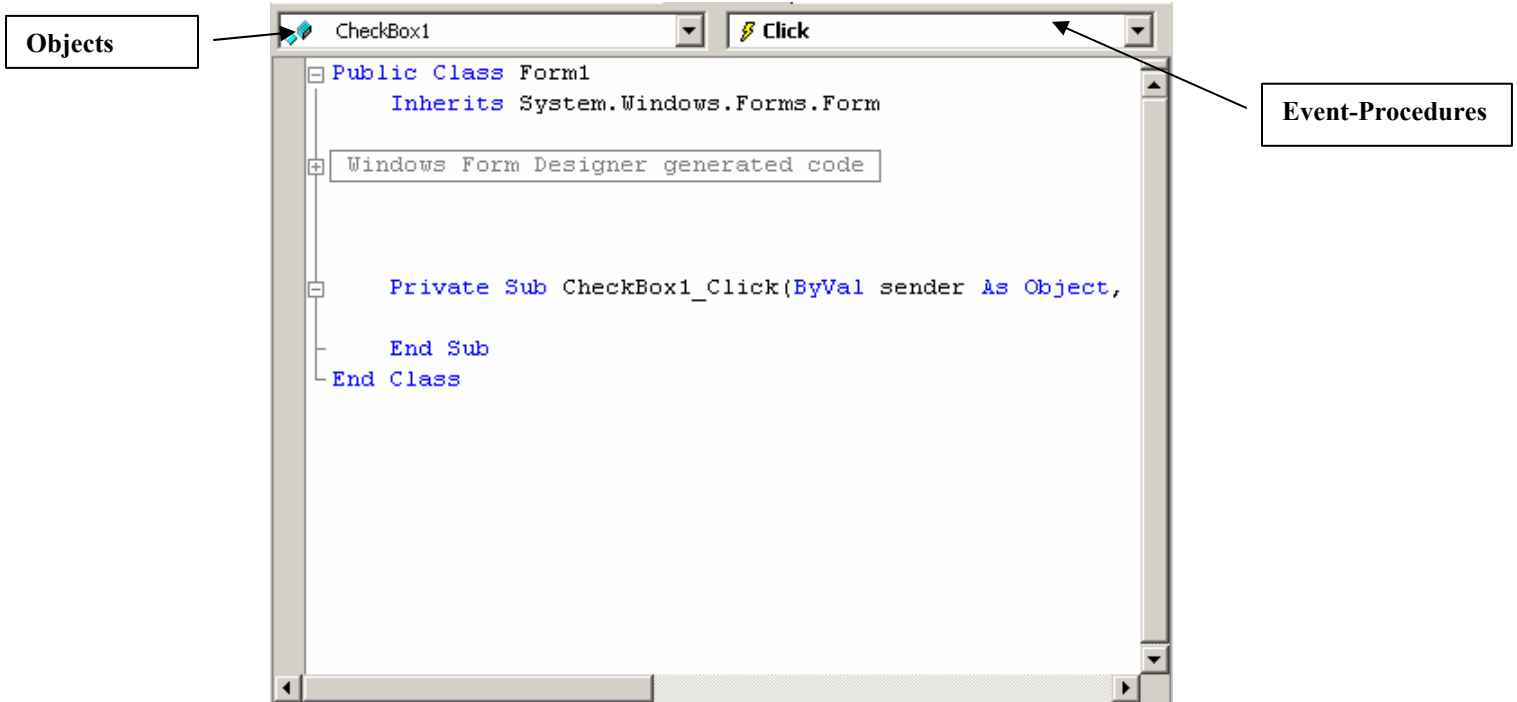 Objects
CheckBox1
Click
Event-Procedures
Public Class Form1
Inherits System.Windows.Forms.Form
Windows Form Designer generated code
Private Sub CheckBox1_Click(ByVal sender As Object,
End Sub
End Class